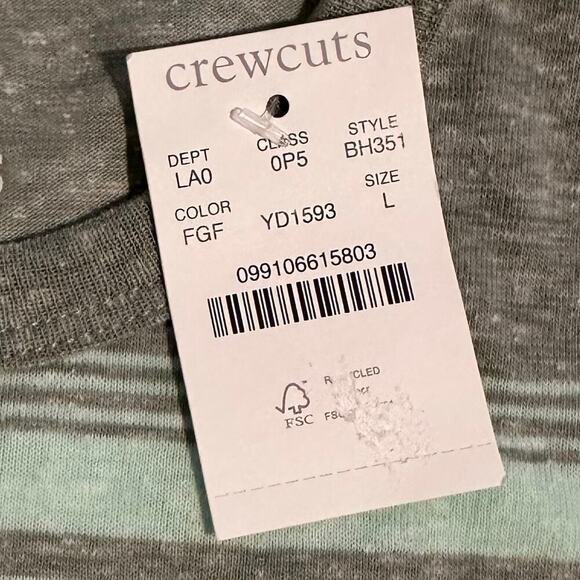 crewcuts
DEPT CLASS STYLE
LA0 0P5 BH351
COLOR YD1593 SIZE
FGF L
099106615803
FSC